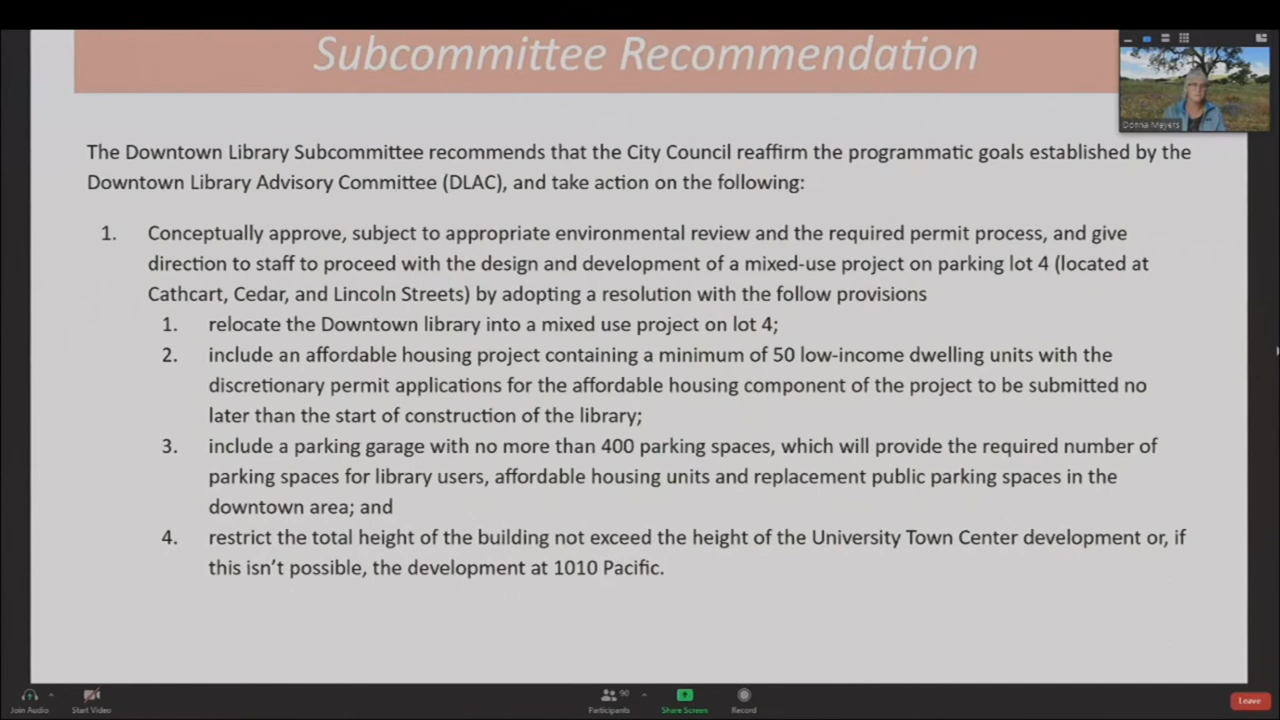 Subcommittee Recommendation
Donna Meyers
The Downtown Library Subcommittee recommends that the City Council reaffirm the programmatic goals established by the
Downtown Library Advisory Committee (DLAC), and take action on the following:
1. Conceptually approve, subject to appropriate environmental review and the required permit process, and give
direction to staff to proceed with the design and development of a mixed-use project on parking lot 4 (located at
Cathcart, Cedar, and Lincoln Streets) by adopting a resolution with the follow provisions
1. relocate the Downtown library into a mixed use project on lot 4;
2. include an affordable housing project containing a minimum of 50 low-income dwelling units with the
discretionary permit applications for the affordable housing component of the project to be submitted no
later than the start of construction of the library;
3. include a parking garage with no more than 400 parking spaces, which will provide the required number of
parking spaces for library users, affordable housing units and replacement public parking spaces in the
downtown area; and
4. restrict the total height of the building not exceed the height of the University Town Center development or, if
this isn't possible, the development at 1010 Pacific.
90
Join Audio Start Video Participants Share Screen Record Leave